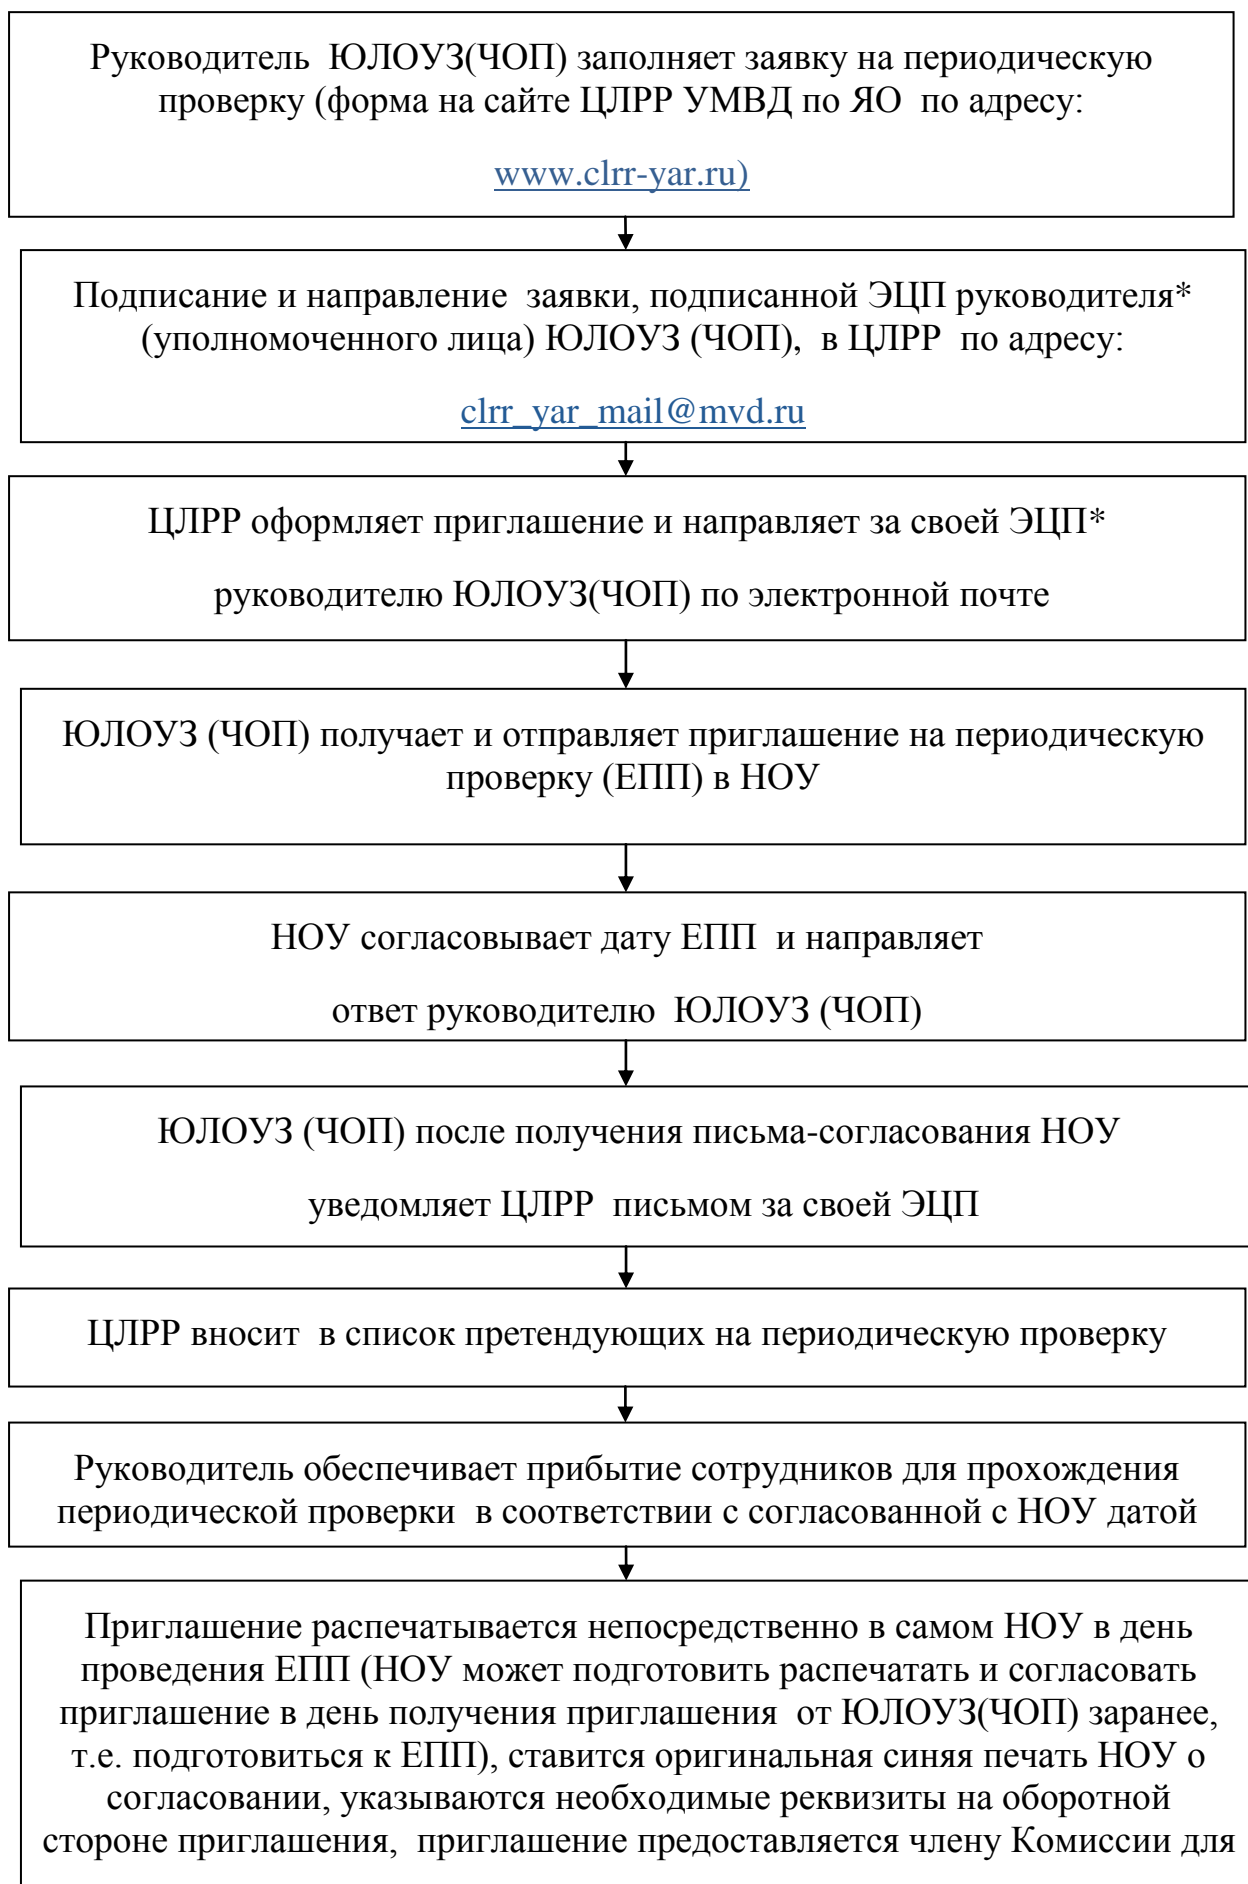 Руководитель ЮЛОУЗ(ЧОП) заполняет заявку на периодическую
проверку (форма на сайте ЦЛРР УМВД по ЯО по адресу:
www.clrr-yar.ru)
Подписание и направление заявки, подписанной ЭЦП руководителя*
(уполномоченного лица) ЮЛОУЗ (ЧОП), в ЦЛРР по адресу:
clrr_yar_mail@mvd.ru
ЦЛРР оформляет приглашение и направляет за своей ЭЦП*
руководителю ЮЛОУЗ(ЧОП) по электронной почте
ЮЛОУЗ (ЧОП) получает и отправляет приглашение на периодическую
проверку (ЕПП) в НОУ
НОУ согласовывает дату ЕПП и направляет
ответ руководителю ЮЛОУЗ (ЧОП)
ЮЛОУЗ (ЧОП) после получения письма-согласования НОУ
уведомляет ЦЛРР письмом за своей ЭЦП
ЦЛРР вносит в список претендующих на периодическую проверку
Руководитель обеспечивает прибытие сотрудников для прохождения
периодической проверки в соответствии с согласованной с НОУ датой
Приглашение распечатывается непосредственно в самом НОУ в день
проведения ЕПП (НОУ может подготовить распечатать и согласовать
приглашение в день получения приглашения от ЮЛОУЗ(ЧОП) заранее,
т.е. подготовиться к ЕПП), ставится оригинальная синяя печать НОУ о
согласовании, указываются необходимые реквизиты на оборотной
стороне приглашения, приглашение предоставляется члену Комиссии для